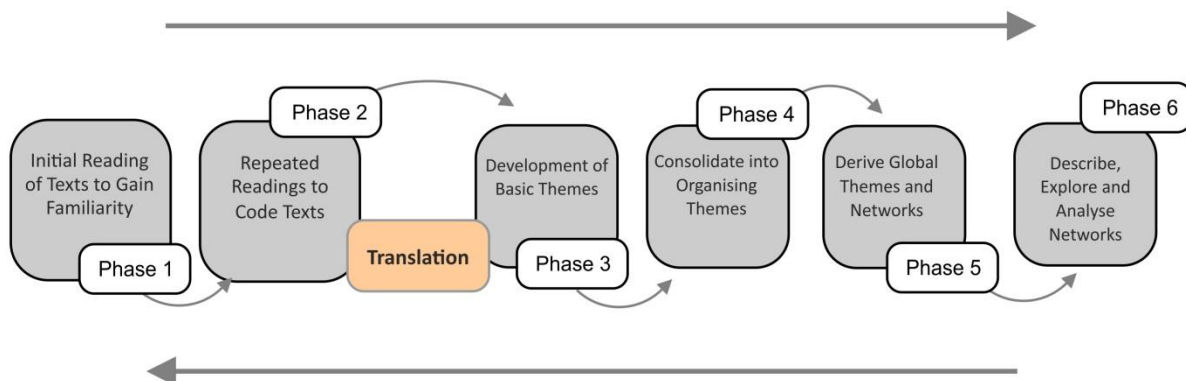 Initial Reading
of Texts to Gain
Familiarity
Phase 1
Phase 2
Repeated
Readings to
Code Texts
Translation
Development of
Basic Themes
Phase 3
Phase 4
Consolidate into
Organising
Themes
Derive Global
Themes and
Networks
Phase 5
Phase 6
Describe,
Explore and
Analyse
Networks